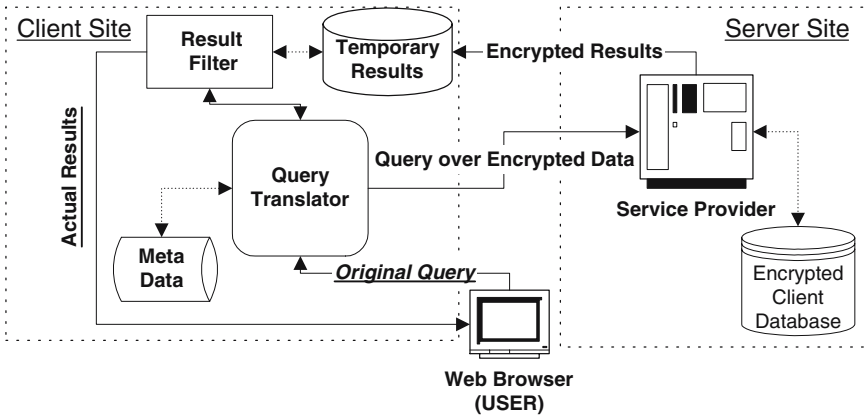 Client Site
Server Site
Result
Filter
Temporary
Results
Encrypted Results
Actual Results
Query
Translator
Query over Encrypted Data
Service Provider
Meta
Data
Original Query
Encrypted
Client
Database
Web Browser
(USER)